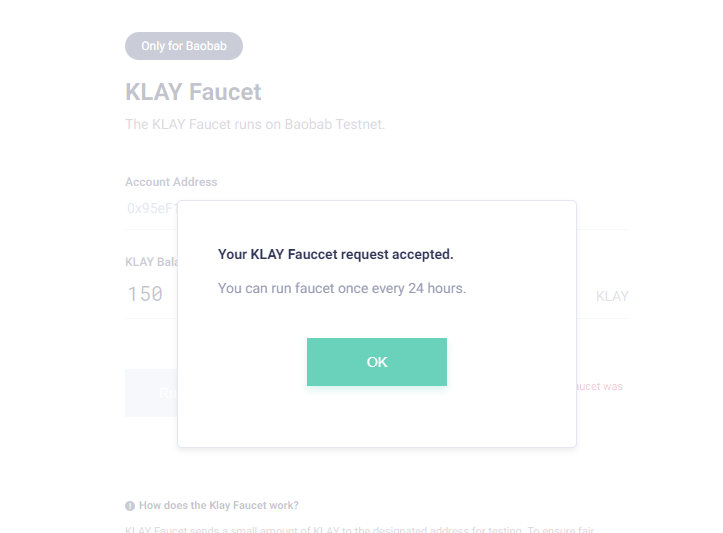 Only for Baobab
KLAY Faucet
The KLAY Faucet runs on Baobab Testnet.
Account Address
0x95eF
Your KLAY Fauccet request accepted.
KLAY Bala
You can run faucet once every 24 hours.
150
KLAY
OK
aucet was
Ru
How does the Klay Faucet work?
KLAY Faucet sends a small amount of KLAY to the designated address for testing. To ensure fair